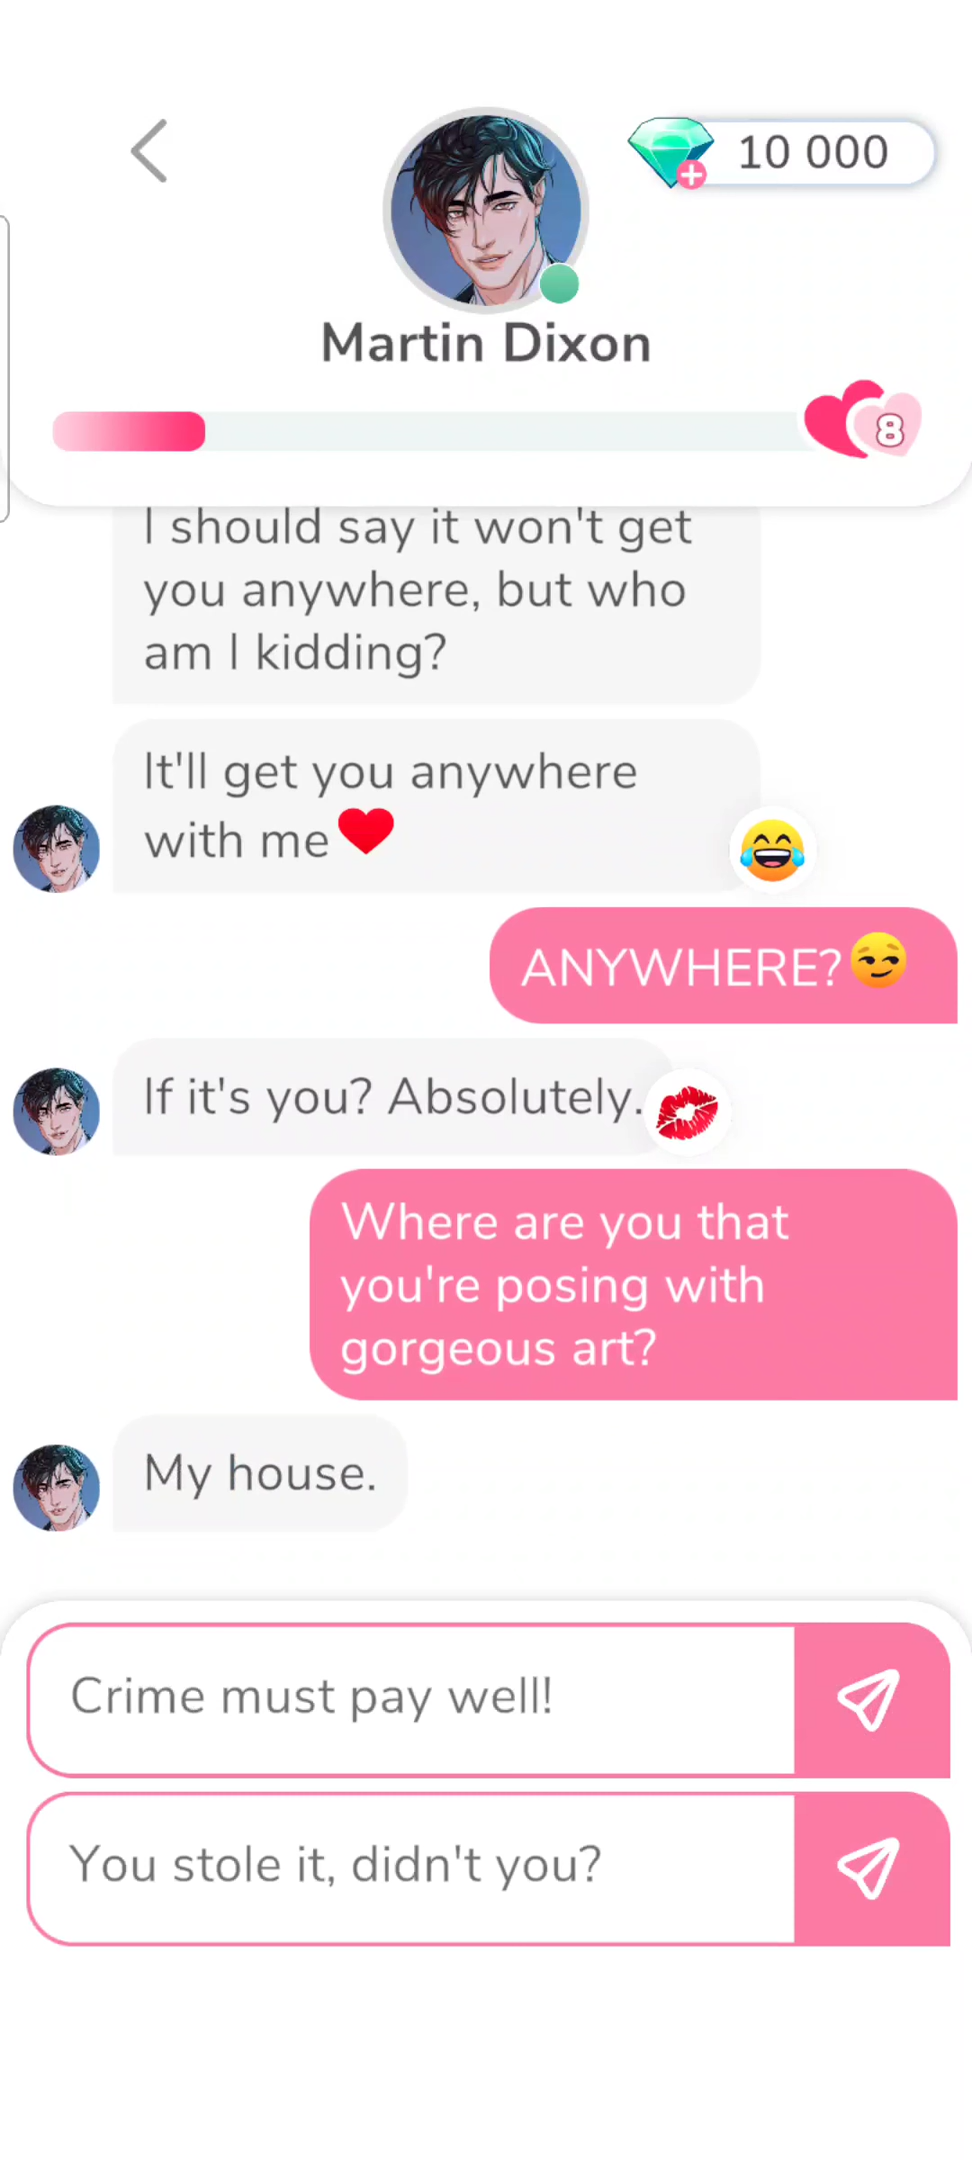 10 000
Martin Dixon
8
I should say it won't get
you anywhere, but who
am I kidding?
It'll get you anywhere
with me❤️
ANYWHERE?😏
If it's you? Absolutely.
Where are you that
you're posing with
gorgeous art?
My house.
Crime must pay well!
You stole it, didn't you?